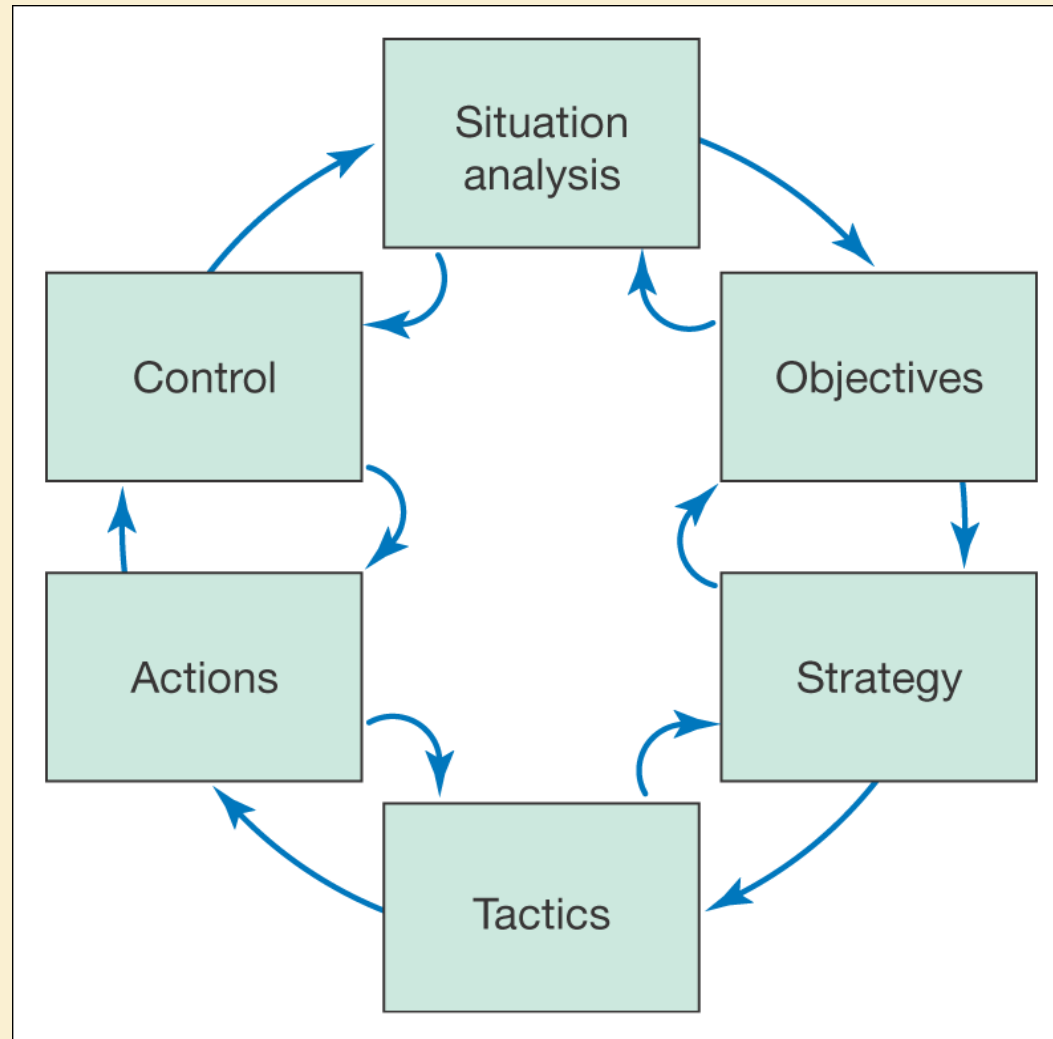 Situation
analysis
Objectives
Strategy
Tactics
Actions
Control